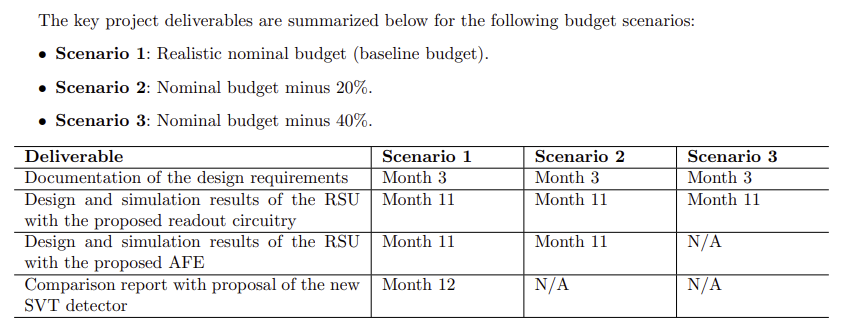 The key project deliverables are summarized below for the following budget scenarios:
• Scenario 1: Realistic nominal budget (baseline budget).
• Scenario 2: Nominal budget minus 20%.
• Scenario 3: Nominal budget minus 40%.
Deliverable Scenario 1 Scenario 2 Scenario 3
Documentation of the design requirements Month 3 Month 3 Month 3
Design and simulation results of the RSU Month 11 Month 11 Month 11
with the proposed readout circuitry
Design and simulation results of the RSU Month 11 Month 11 N/A
with the proposed AFE
Comparison report with proposal of the new Month 12 N/A N/A
SVT detector